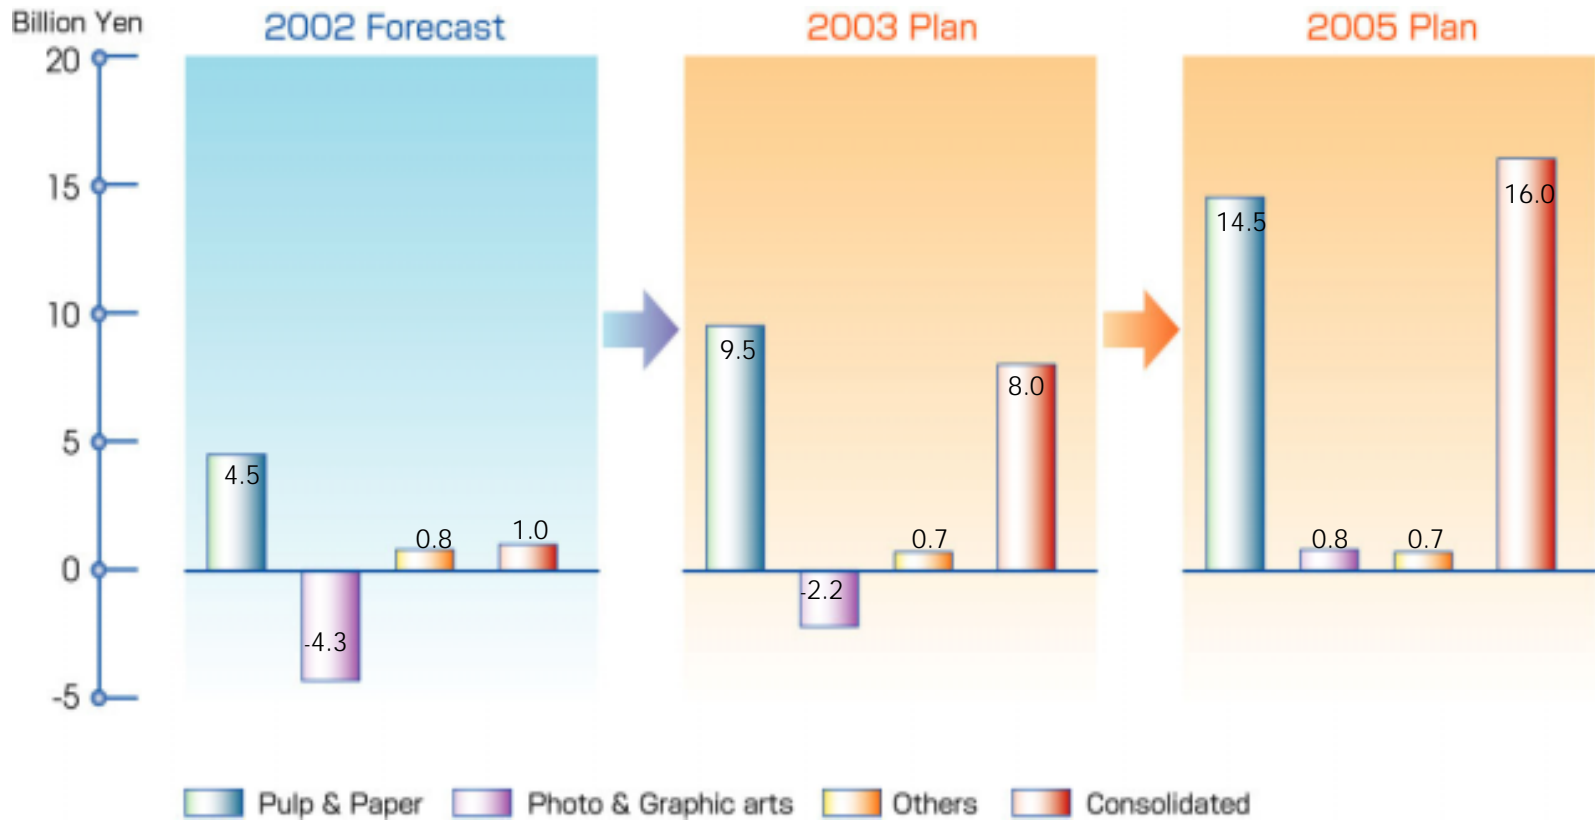 Billion Yen
2002 Forecast
2003 Plan
2005 Plan
20
15
10
5
0
-5
4.5
-4.3
0.8
1.0
9.5
-2.2
0.7
8.0
14.5
0.8
0.7
16.0
Pulp & Paper
Photo & Graphic arts
Others
Consolidated